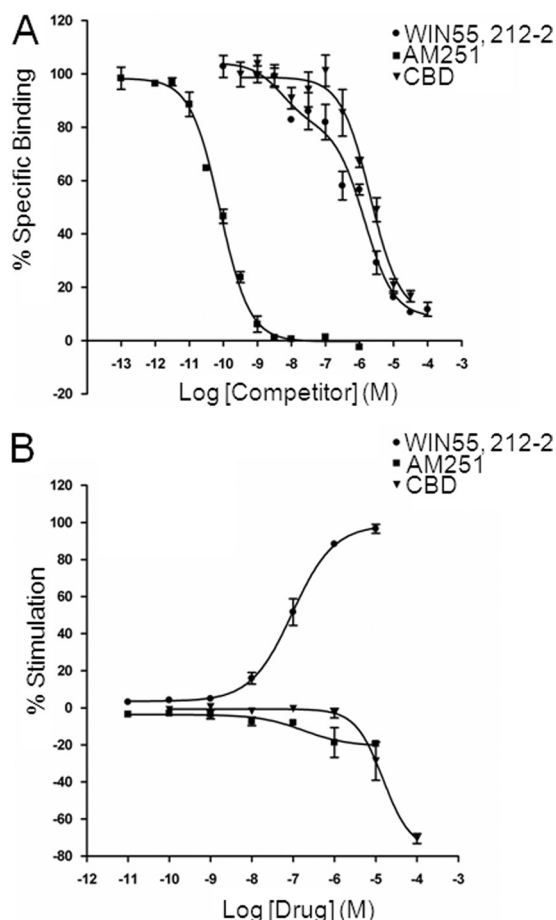 A
WIN55, 212-2
AM251
CBD
120
100
80
60
40
20
0
-20
% Specific Binding
-13 -12 -11 -10 -9 -8 -7 -6 -5 -4 -3
Log [Competitor] (M)
B
WIN55, 212-2
AM251
CBD
120
100
80
60
40
20
0
-20
-40
-60
-80
% Stimulation
-12 -11 -10 -9 -8 -7 -6 -5 -4 -3
Log [Drug] (M)